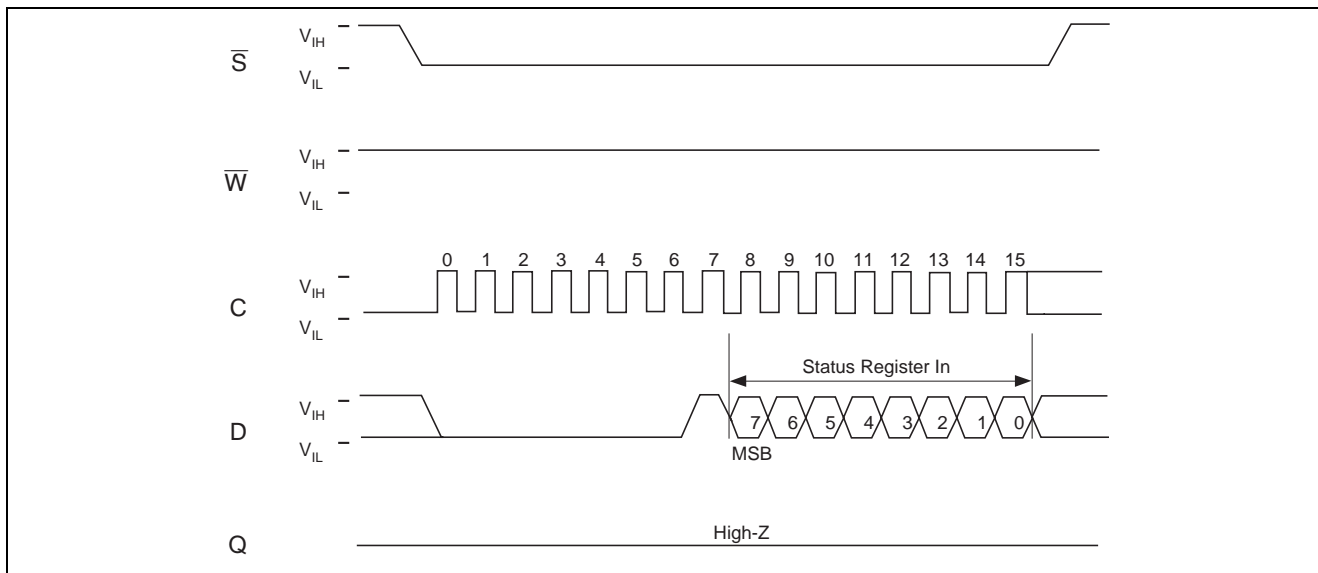 S̅
V_IH
V_IL
W̅
V_IH
V_IL
C
V_IH
V_IL
0 1 2 3 4 5 6 7 8 9 10 11 12 13 14 15
Status Register In
D
V_IH
V_IL
7 6 5 4 3 2 1 0
MSB
Q
High-Z